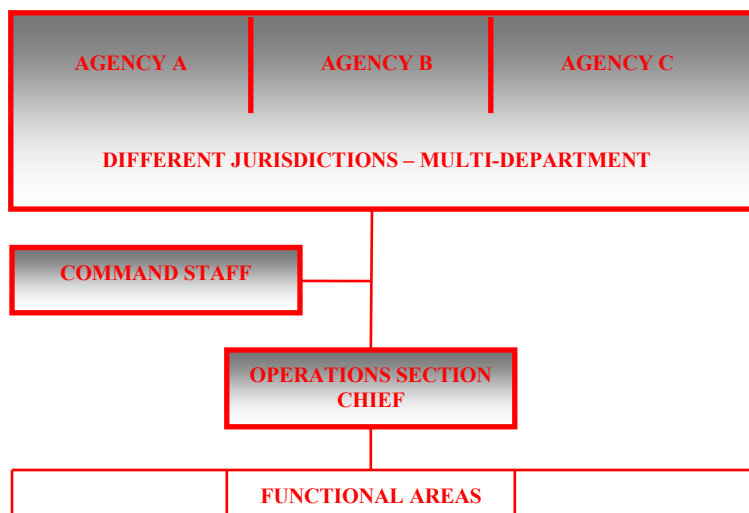 AGENCY A
AGENCY B
AGENCY C
DIFFERENT JURISDICTIONS – MULTI-DEPARTMENT
COMMAND STAFF
OPERATIONS SECTION
CHIEF
FUNCTIONAL AREAS